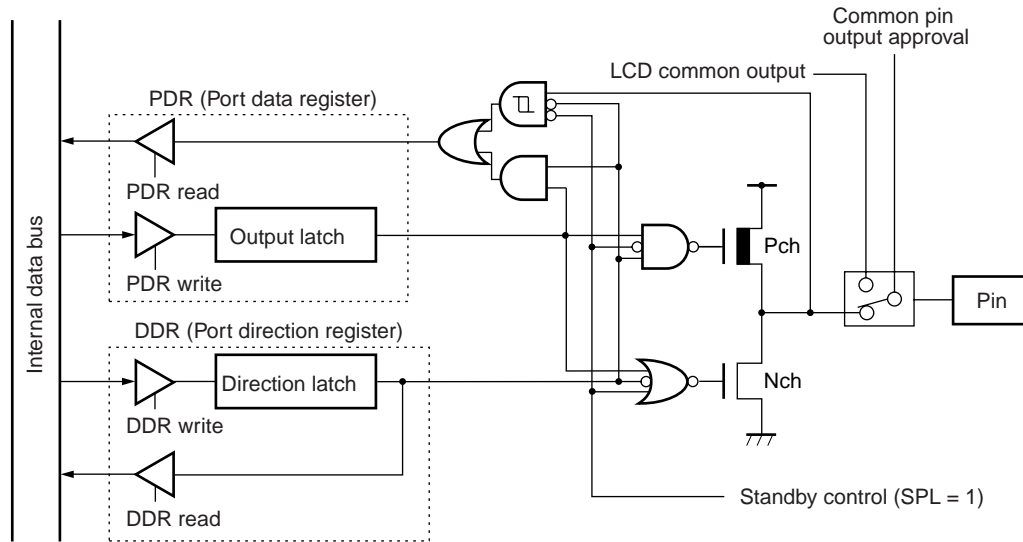 Common pin
output approval
LCD common output
PDR (Port data register)
PDR read
Output latch
PDR write
Pch
Pin
Internal data bus
DDR (Port direction register)
Direction latch
DDR write
Nch
DDR read
Standby control (SPL = 1)